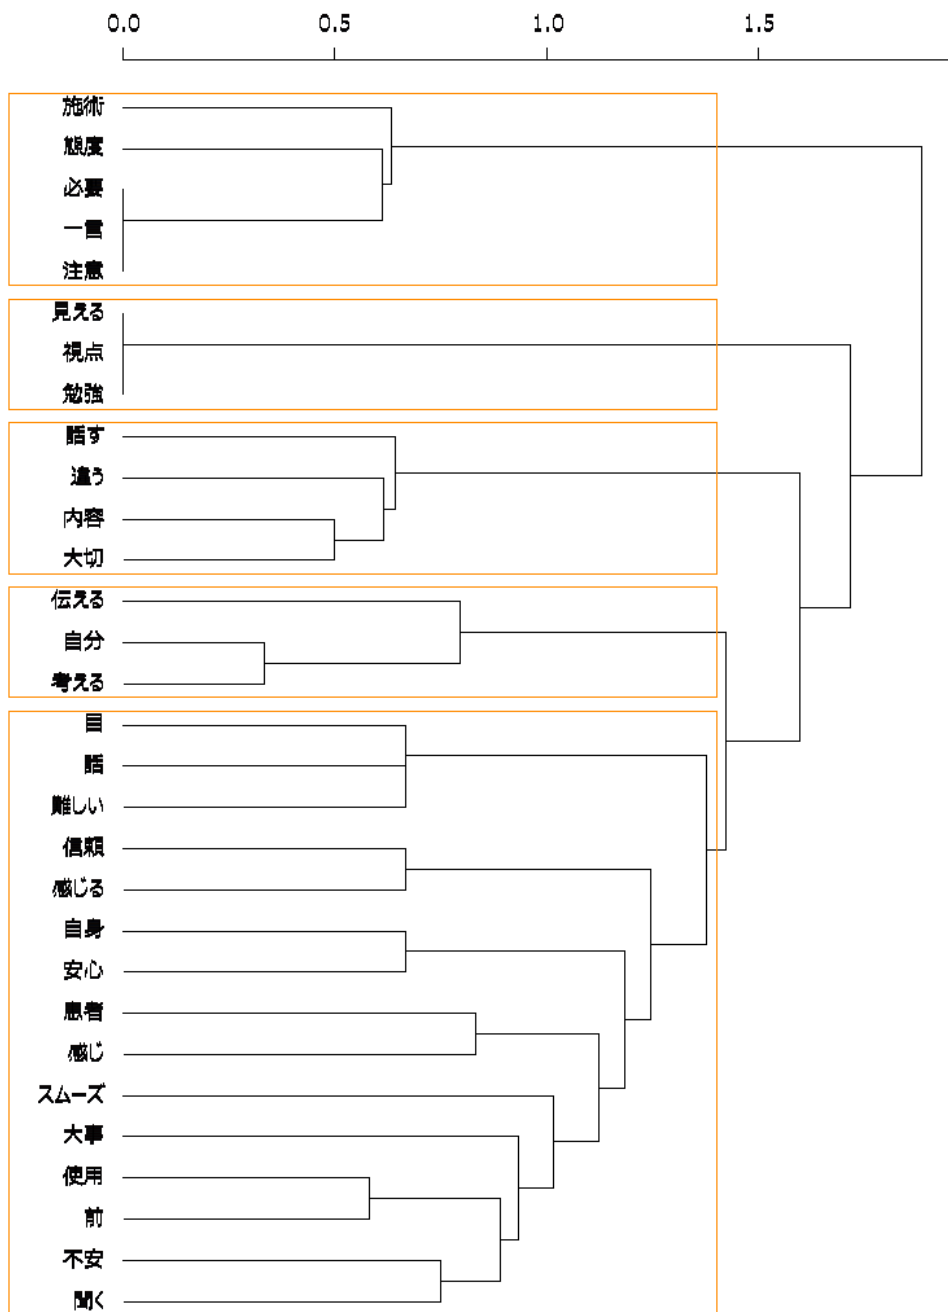 0.0 0.5 1.0 1.5
施術
態度
必要
一言
注意
見える
視点
勉強
話す
違う
内容
大切
伝える
自分
考える
目
話
難しい
信頼
感じる
自身
安心
患者
感じ
スムーズ
大事
使用
前
不安
聞く